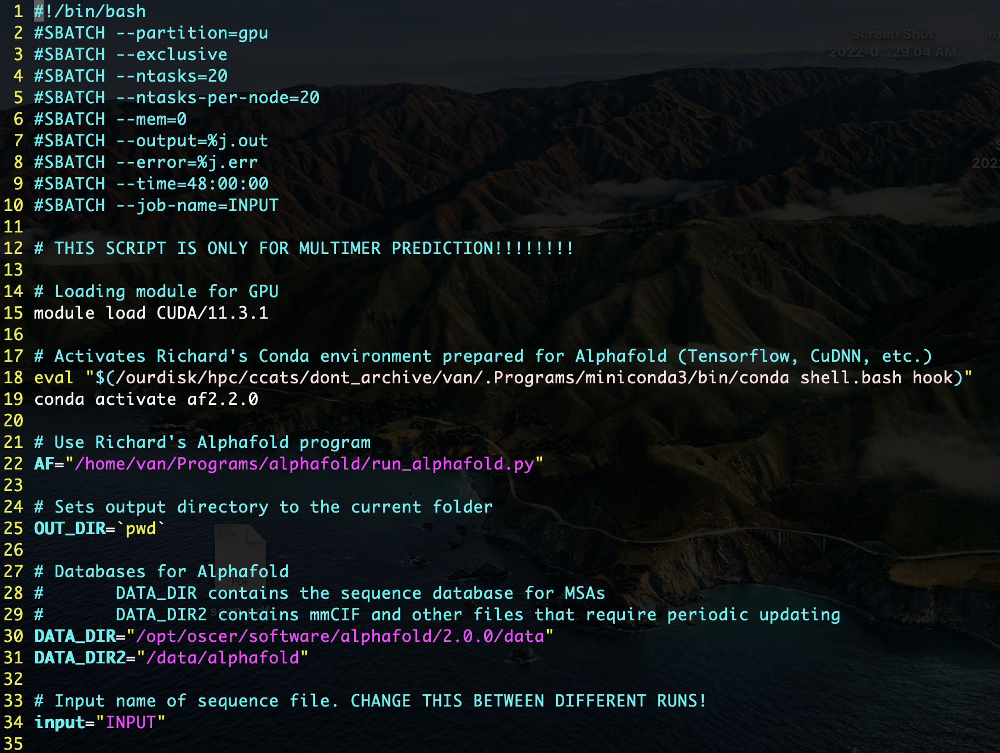 1 #!/bin/bash
2 #SBATCH --partition=gpu
3 #SBATCH --exclusive
4 #SBATCH --ntasks=20
5 #SBATCH --ntasks-per-node=20
6 #SBATCH --mem=0
7 #SBATCH --output=%j.out
8 #SBATCH --error=%j.err
9 #SBATCH --time=48:00:00
10 #SBATCH --job-name=INPUT
11
12 # THIS SCRIPT IS ONLY FOR MULTIMER PREDICTION!!!!!!!!
13
14 # Loading module for GPU
15 module load CUDA/11.3.1
16
17 # Activates Richard's Conda environment prepared for Alphafold (Tensorflow, CuDNN, etc.)
18 eval "$(/ourdisk/hpc/ccats/dont_archive/van/.Programs/miniconda3/bin/conda shell.bash hook)"
19 conda activate af2.2.0
20
21 # Use Richard's Alphafold program
22 AF="/home/van/Programs/alphafold/run_alphafold.py"
23
24 # Sets output directory to the current folder
25 OUT_DIR=`pwd`
26
27 # Databases for Alphafold
28 #       DATA_DIR contains the sequence database for MSAs
29 #       DATA_DIR2 contains mmCIF and other files that require periodic updating
30 DATA_DIR="/opt/oscer/software/alphafold/2.0.0/data"
31 DATA_DIR2="/data/alphafold"
32
33 # Input name of sequence file. CHANGE THIS BETWEEN DIFFERENT RUNS!
34 input="INPUT"
35
Screen Shot
2022-0...29.04 AM
PDF